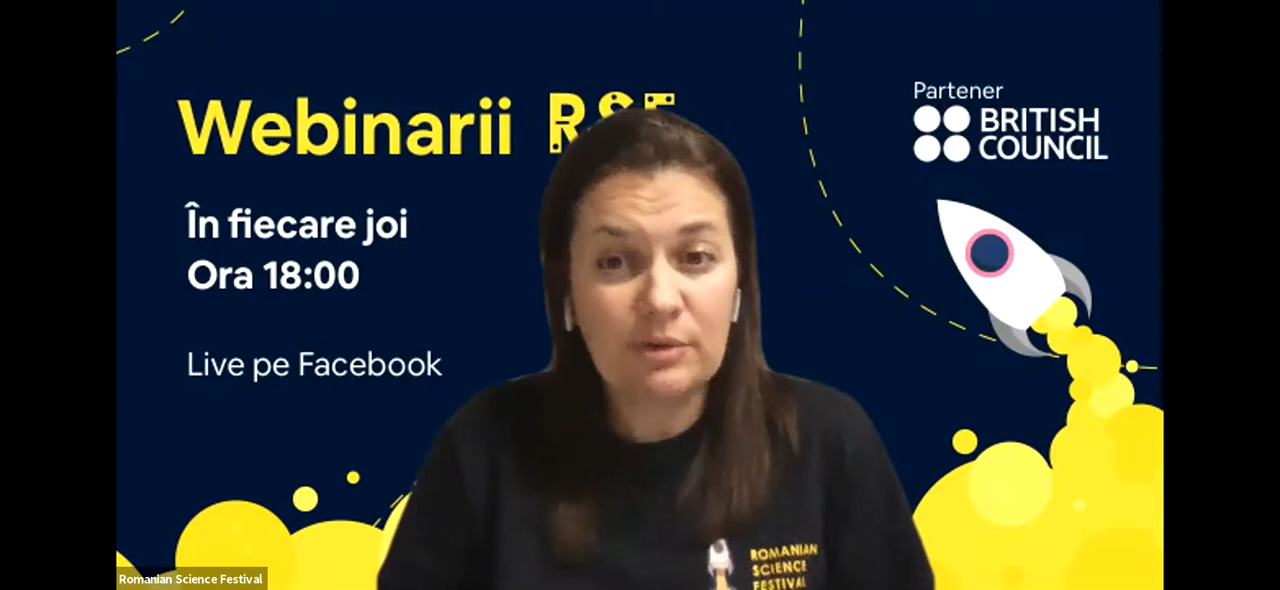 Webinarii RSF
În fiecare joi
Ora 18:00
Live pe Facebook
Partener
BRITISH
COUNCIL
ROMANIAN
SCIENCE
FESTIVAL
Romanian Science Festival